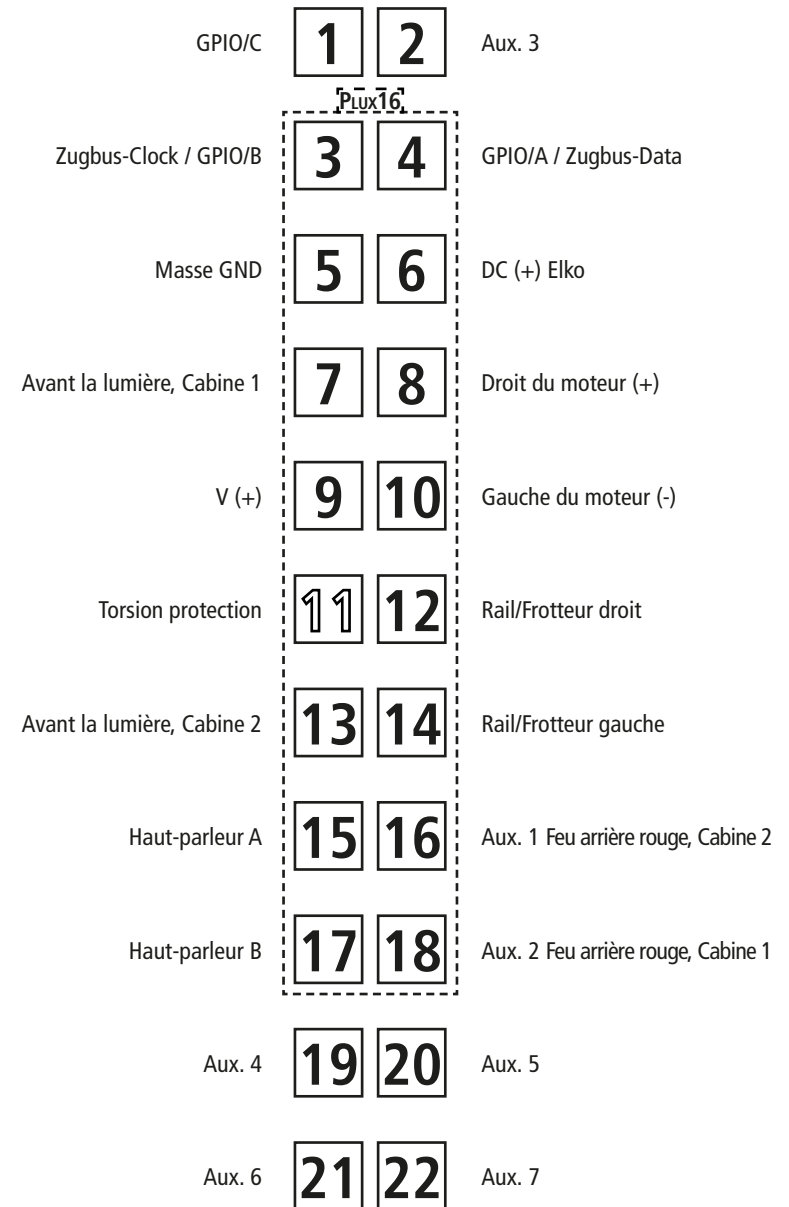 GPIO/C 1 2 Aux. 3
PLUX16
Zugbus-Clock / GPIO/B 3 4 GPIO/A / Zugbus-Data
Masse GND 5 6 DC (+) Elko
Avant la lumière, Cabine 1 7 8 Droit du moteur (+)
V (+) 9 10 Gauche du moteur (-)
Torsion protection 11 12 Rail/Frotteur droit
Avant la lumière, Cabine 2 13 14 Rail/Frotteur gauche
Haut-parleur A 15 16 Aux. 1 Feu arrière rouge, Cabine 2
Haut-parleur B 17 18 Aux. 2 Feu arrière rouge, Cabine 1
Aux. 4 19 20 Aux. 5
Aux. 6 21 22 Aux. 7